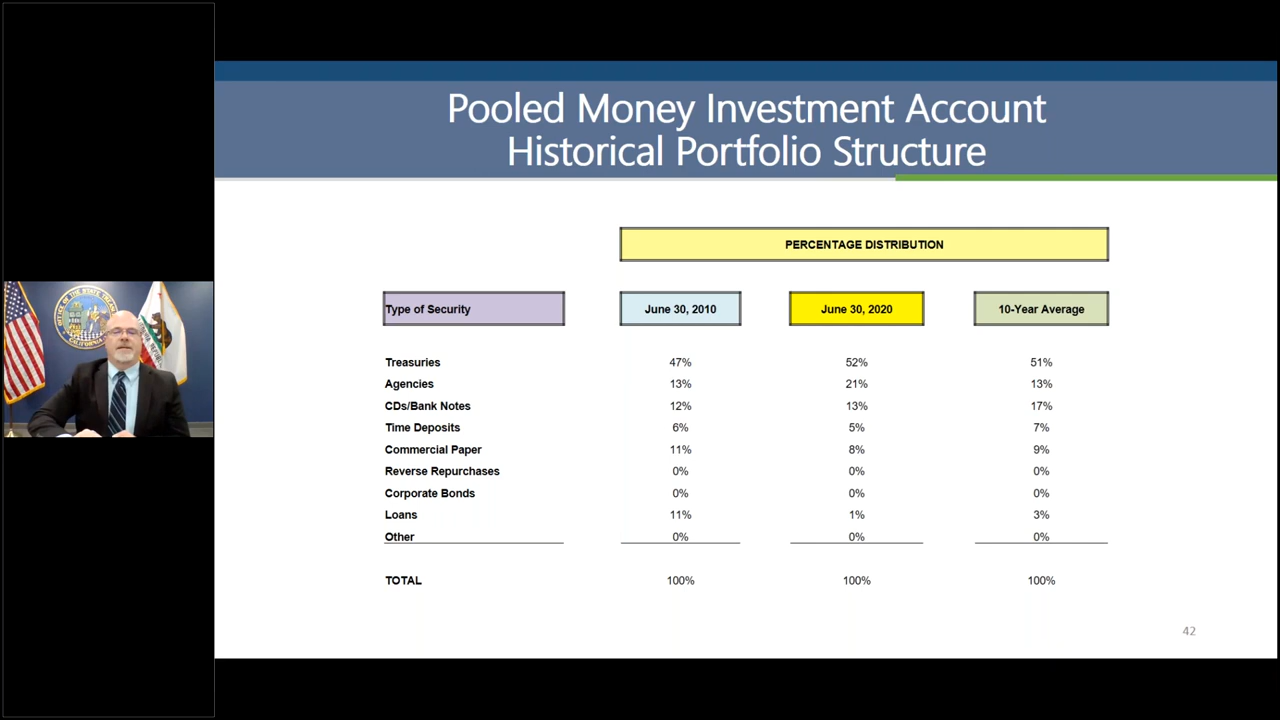 Pooled Money Investment Account
Historical Portfolio Structure
PERCENTAGE DISTRIBUTION
Type of Security June 30, 2010 June 30, 2020 10-Year Average
Treasuries 47% 52% 51%
Agencies 13% 21% 13%
CDs/Bank Notes 12% 13% 17%
Time Deposits 6% 5% 7%
Commercial Paper 11% 8% 9%
Reverse Repurchases 0% 0% 0%
Corporate Bonds 0% 0% 0%
Loans 11% 1% 3%
Other 0% 0% 0%
TOTAL 100% 100% 100%
42